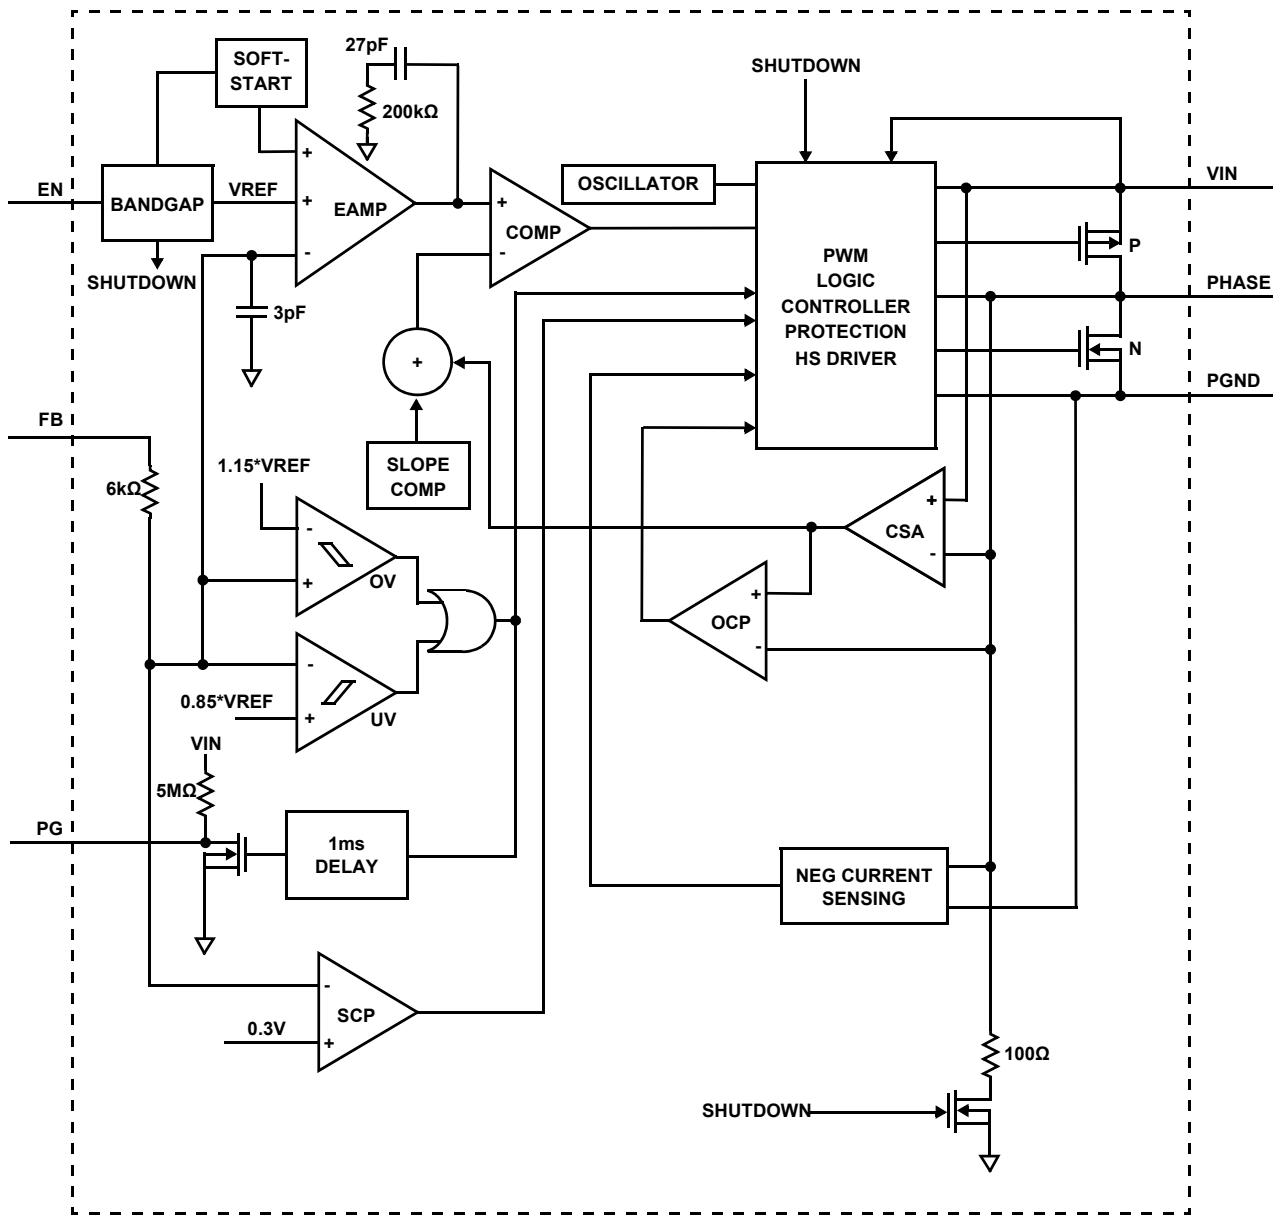 27pF
SOFT-
START
SHUTDOWN
200kΩ
+
EN
BANDGAP
VREF
+
EAMP
-
+
COMP
-
OSCILLATOR
VIN
PWM
LOGIC
CONTROLLER
PROTECTION
HS DRIVER
P
SHUTDOWN
PHASE
3pF
N
+
PGND
FB
SLOPE
COMP
1.15*VREF
6kΩ
-
+
OV
+
CSA
-
+
OCP
-
-
+
UV
0.85*VREF
VIN
5MΩ
PG
1ms
DELAY
NEG CURRENT
SENSING
-
SCP
+
0.3V
100Ω
SHUTDOWN